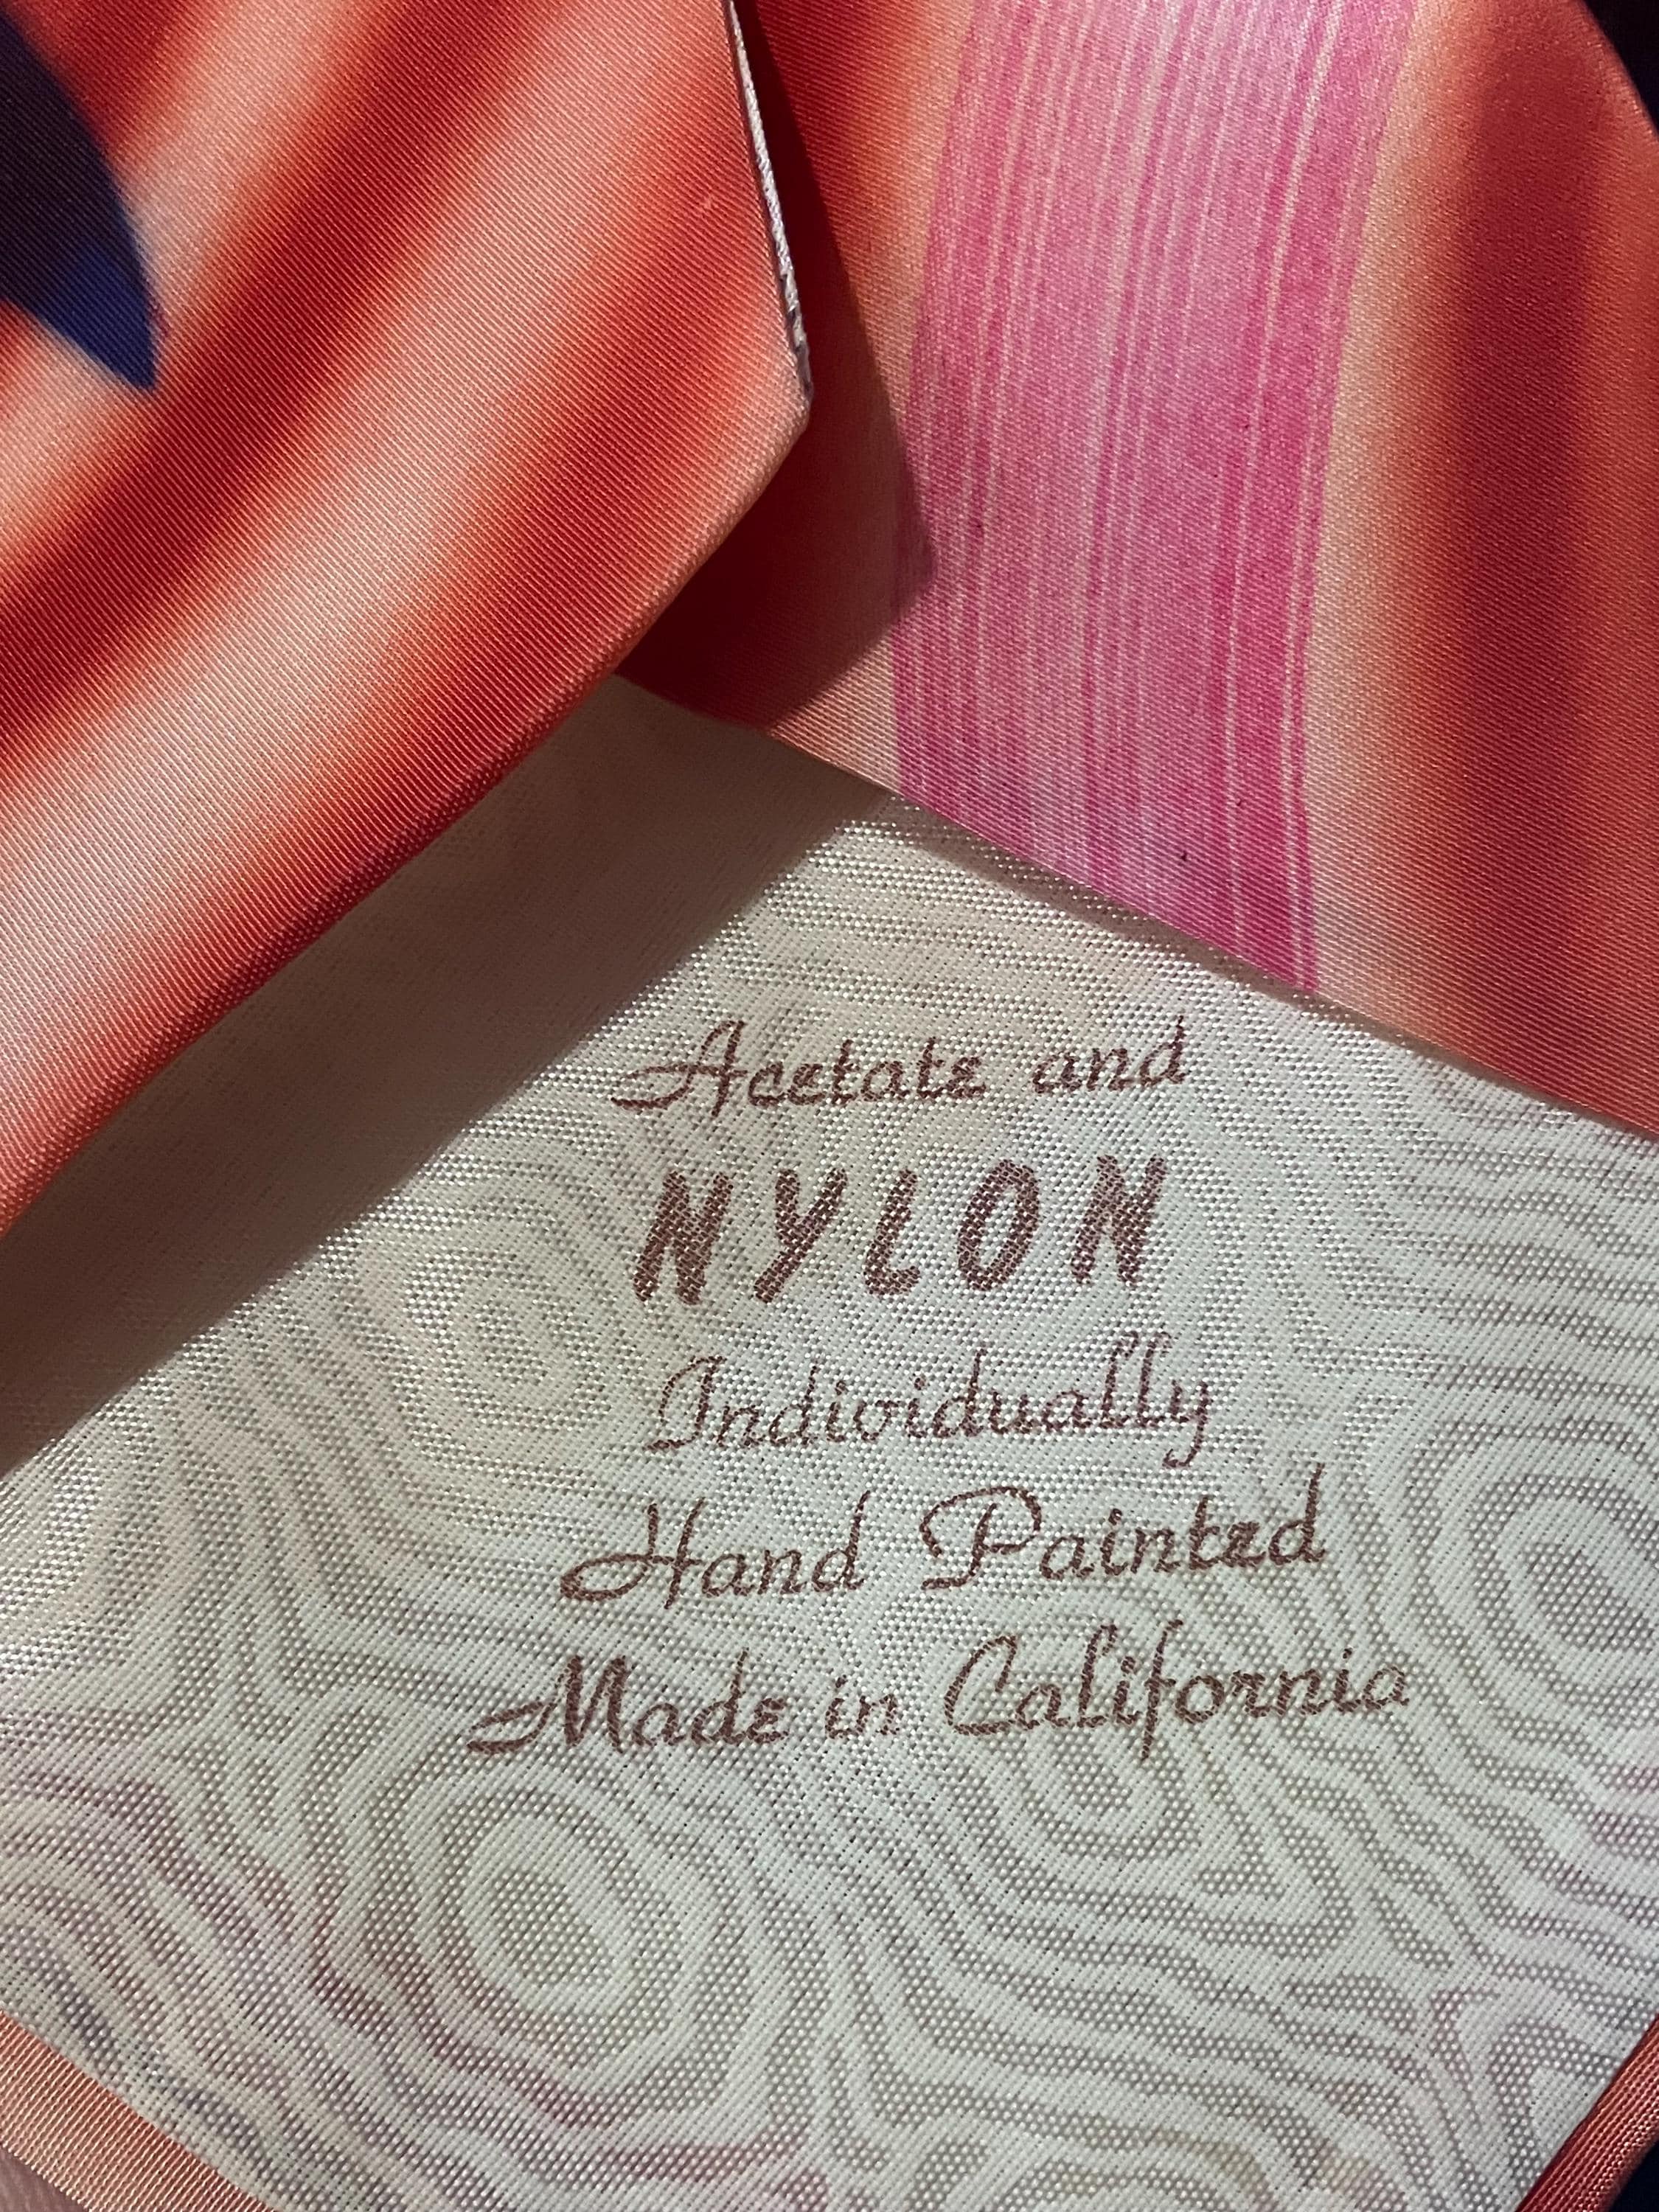 Acetate and
NYLON
Individually
Hand Painted
Made in California